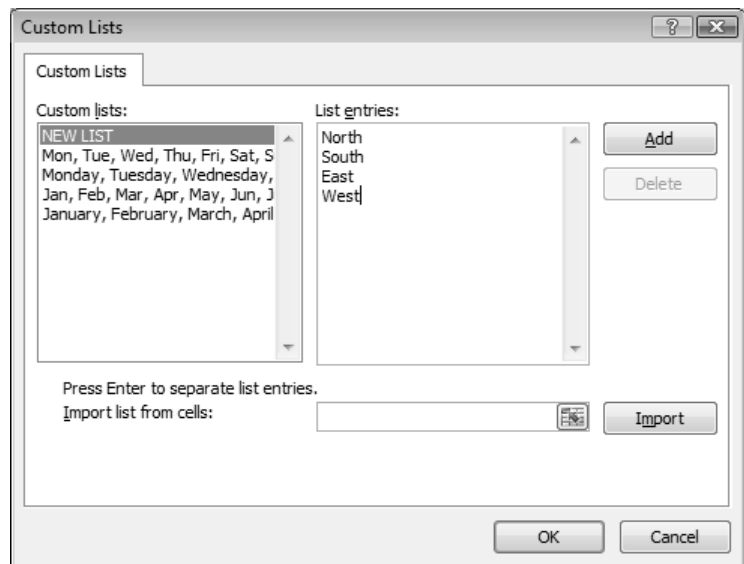 Custom Lists
Custom Lists
Custom lists:
NEW LIST
Mon, Tue, Wed, Thu, Fri, Sat, S
Monday, Tuesday, Wednesday,
Jan, Feb, Mar, Apr, May, Jun, J
January, February, March, April
List entries:
North
South
East
West
Add
Delete
Press Enter to separate list entries.
Import list from cells:
Import
OK
Cancel